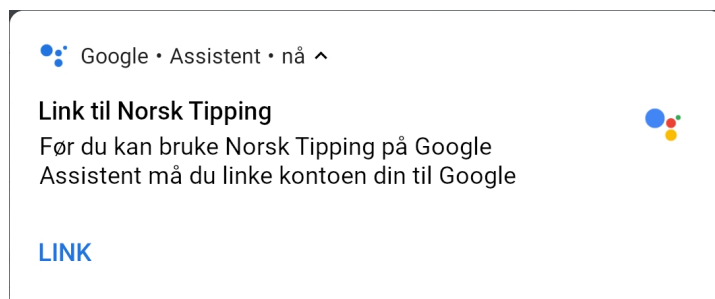 Google • Assistent • nå
Link til Norsk Tipping
Før du kan bruke Norsk Tipping på Google
Assistent må du linke kontoen din til Google
LINK